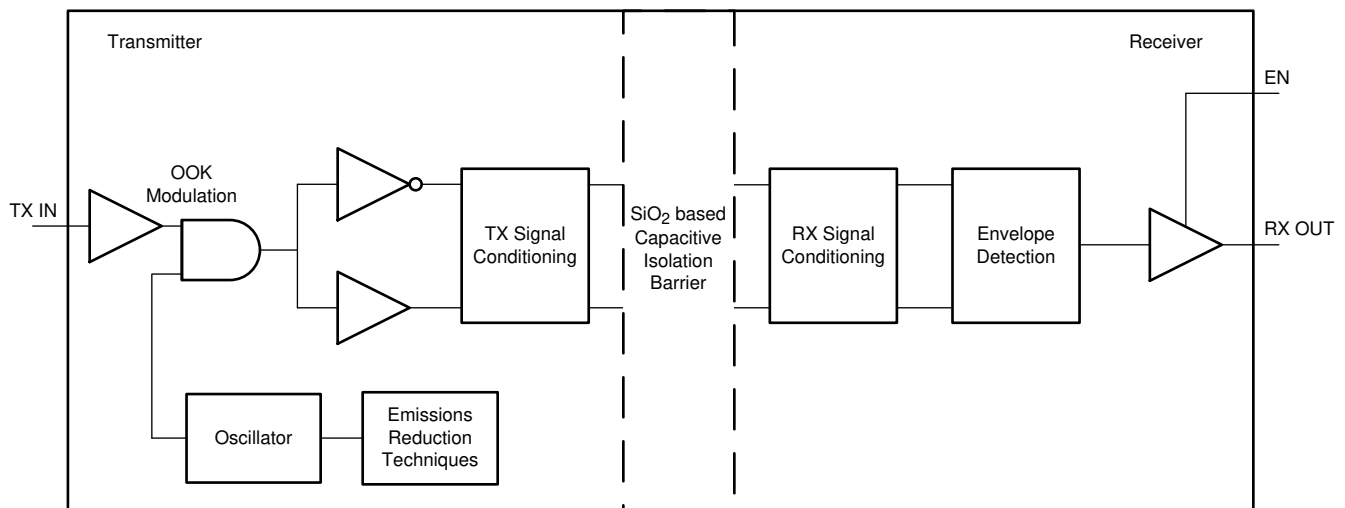 Transmitter
Receiver
EN
OOK
Modulation
TX IN
TX Signal
Conditioning
SiO2 based
Capacitive
Isolation
Barrier
RX Signal
Conditioning
Envelope
Detection
RX OUT
Oscillator
Emissions
Reduction
Techniques